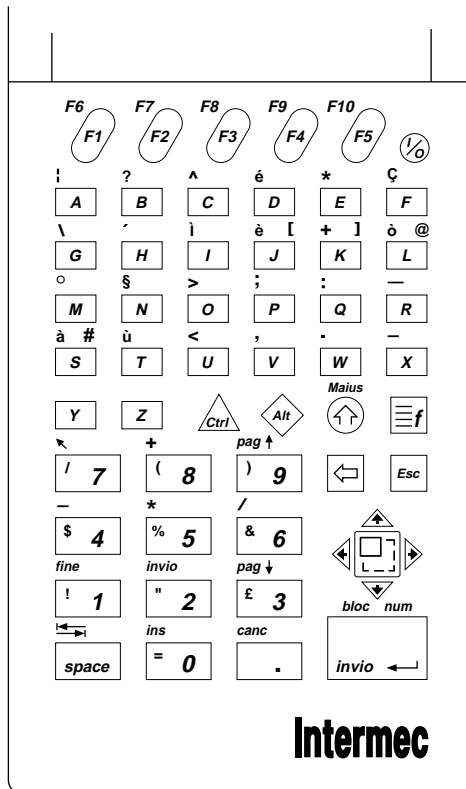 F6 F7 F8 F9 F10
F1 F2 F3 F4 F5 I/O
¦ ? ^ é * Ç
A B C D E F
\ ´ ì è [ + ] ò @
G H I J K L
° § > ; : —
M N O P Q R
à # ù < , . –
S T U V W X
Maius
Y Z Ctrl Alt f
+ pag
/ 7 ( 8 ) 9 Esc
– * /
$ 4 % 5 & 6
fine invio pag
! 1 " 2 £ 3
bloc num
ins canc
space = 0 . invio
Intermec